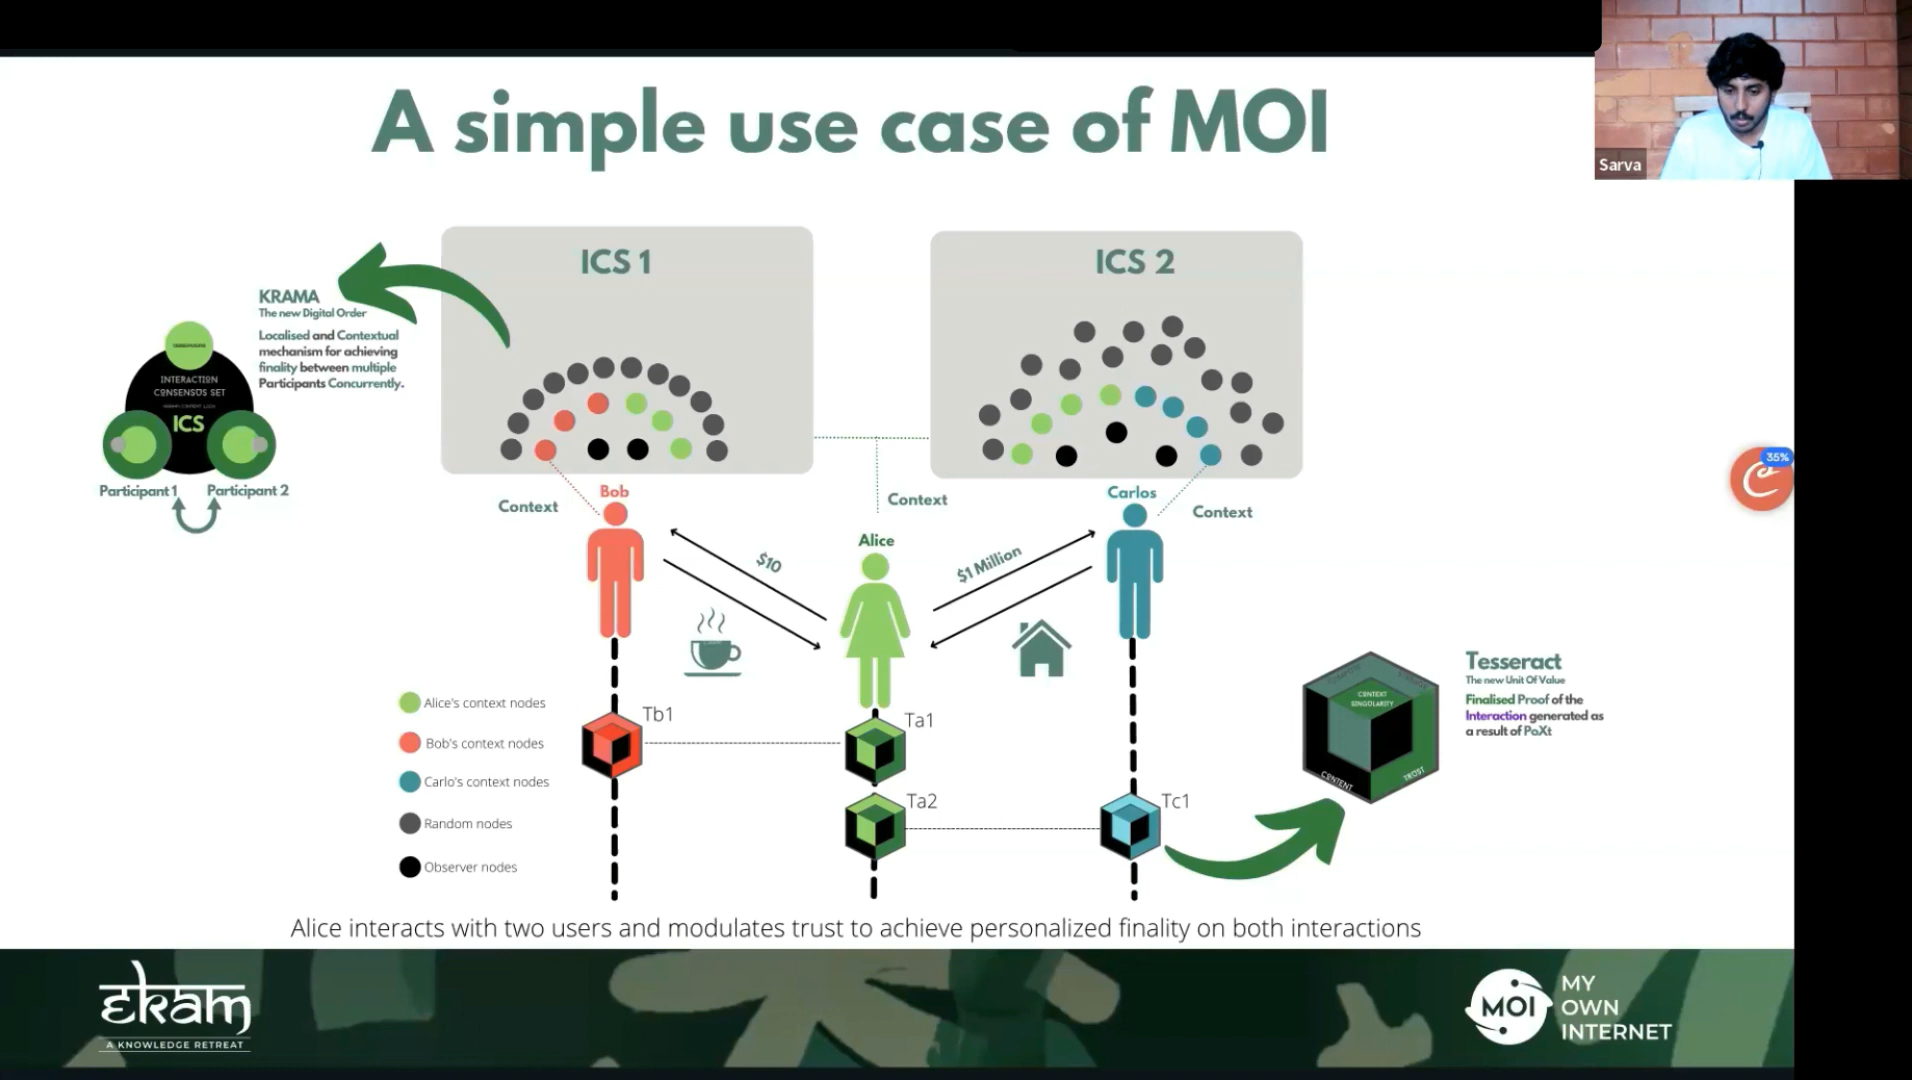 A simple use case of MOI
Sarva
ICS 1
ICS 2
KRAMA
The new Digital Order
Localised and Contextual
mechanism for achieving
finality between multiple
Participants Concurrently.
INTERACTION
CONSENSUS SET
ICS
Participant 1
Participant 2
35%
Context
Bob
Context
Carlos
Context
Alice
$10
$1 Million
Tesseract
The new Unit Of Value
Finalised Proof of the
Interaction generated as
a result of PoXt
CONTEXT
SINGULARITY
CONTENT
TRUST
Alice's context nodes
Bob's context nodes
Carlo's context nodes
Random nodes
Observer nodes
Tb1
Ta1
Ta2
Tc1
Alice interacts with two users and modulates trust to achieve personalized finality on both interactions
ekam
A KNOWLEDGE RETREAT
MOI
MY
OWN
INTERNET